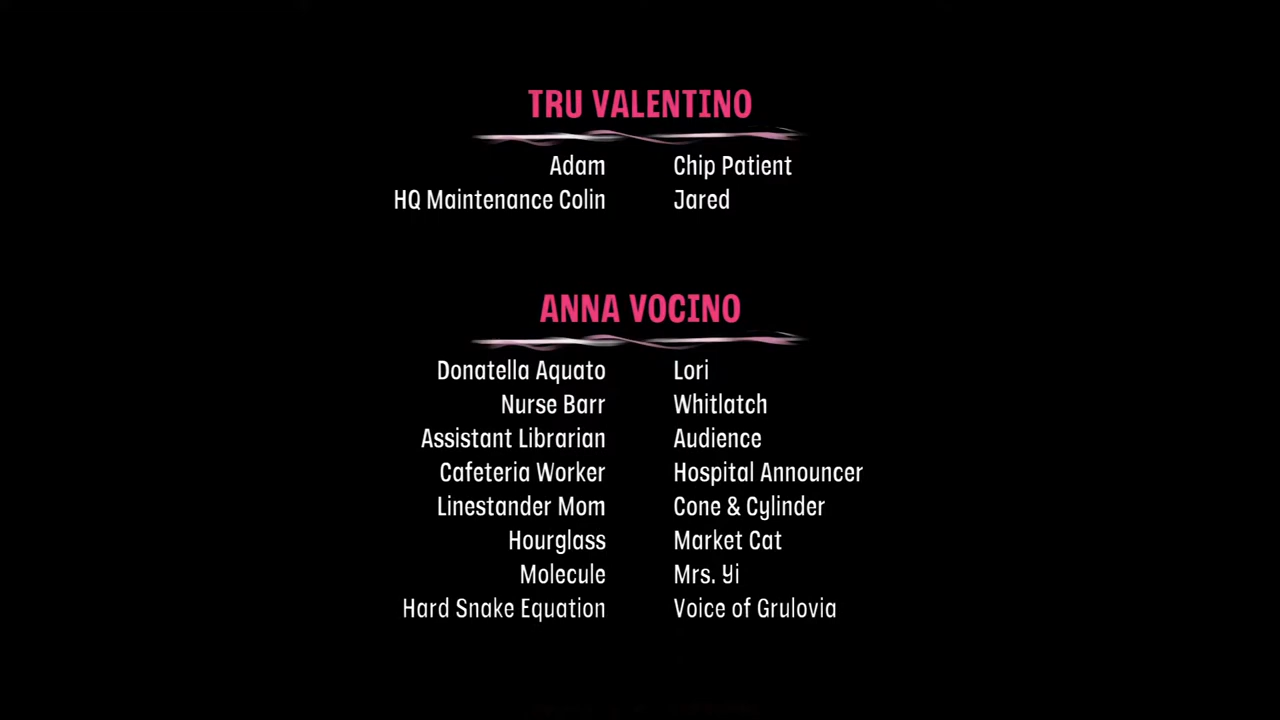 TRU VALENTINO
Adam Chip Patient
HQ Maintenance Colin Jared
ANNA VOCINO
Donatella Aquato Lori
Nurse Barr Whitlatch
Assistant Librarian Audience
Cafeteria Worker Hospital Announcer
Linestander Mom Cone & Cylinder
Hourglass Market Cat
Molecule Mrs. Yi
Hard Snake Equation Voice of Grulovia